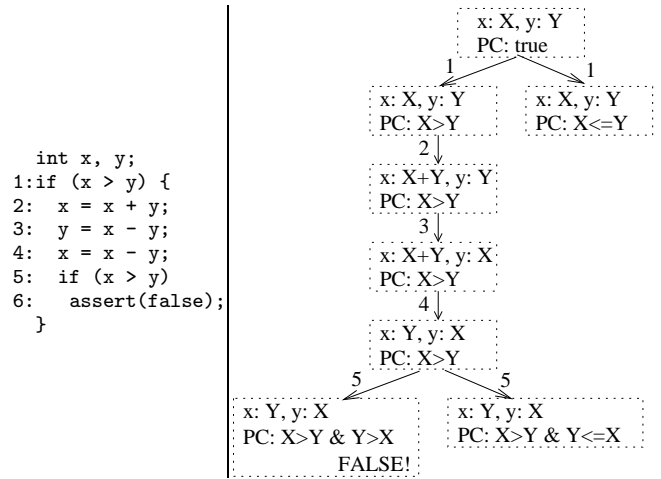 int x, y;
1:if (x > y) {
2: x = x + y;
3: y = x - y;
4: x = x - y;
5: if (x > y)
6: assert(false);
}
x: X, y: Y
PC: true
1
1
x: X, y: Y
PC: X>Y
x: X, y: Y
PC: X<=Y
2
x: X+Y, y: Y
PC: X>Y
3
x: X+Y, y: X
PC: X>Y
4
x: Y, y: X
PC: X>Y
5
5
x: Y, y: X
PC: X>Y & Y>X
FALSE!
x: Y, y: X
PC: X>Y & Y<=X